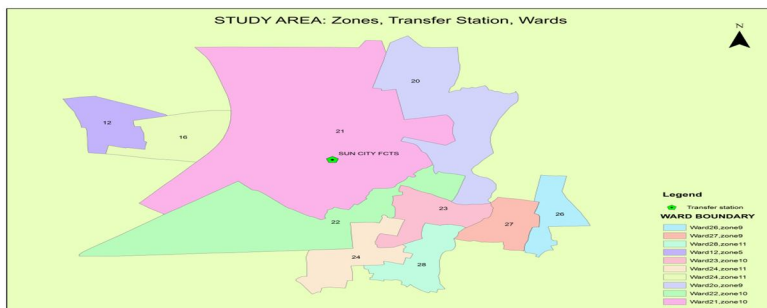 STUDY AREA: Zones, Transfer Station, Wards
N
20
12
16
21
SUN CITY FCTS
22
23
27
26
24
28
Legend
Transfer station
WARD BOUNDARY
Ward26,zone9
Ward27,zone9
Ward28,zone11
Ward12,zone5
Ward23,zone10
Ward24,zone11
Ward24,zone11
Ward2o,zone9
Ward22,zone10
Ward21,zone10